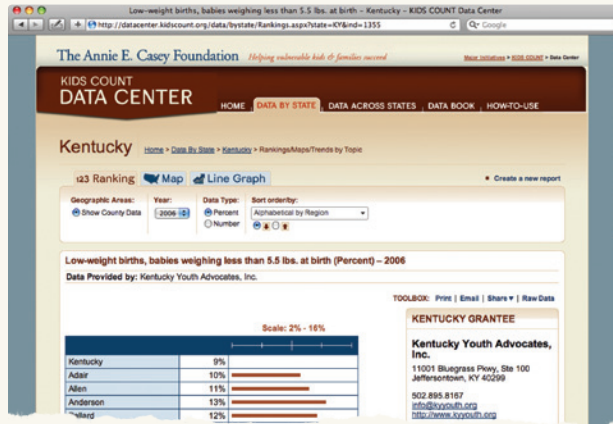 Low-weight births, babies weighing less than 5.5 lbs. at birth – Kentucky – KIDS COUNT Data Center
http://datacenter.kidscount.org/data/bystate/Rankings.aspx?state=KY&ind=1355
Google
The Annie E. Casey Foundation Helping vulnerable kids & families succeed
Major Initiatives > KIDS COUNT > Data Center
KIDS COUNT
DATA CENTER
HOME DATA BY STATE DATA ACROSS STATES DATA BOOK HOW-TO-USE
Kentucky Home > Data By State > Kentucky > Rankings/Maps/Trends by Topic
123 Ranking Map Line Graph Create a new report
Geographic Areas: Year: Data Type: Sort order/by:
Show County Data 2006 Percent Alphabetical by Region
Number
Low-weight births, babies weighing less than 5.5 lbs. at birth (Percent) – 2006
Data Provided by: Kentucky Youth Advocates, Inc.
TOOLBOX: Print | Email | Share ▾ | Raw Data
Scale: 2% - 16%
Kentucky 9%
Adair 10%
Allen 11%
Anderson 13%
Ballard 12%
KENTUCKY GRANTEE
Kentucky Youth Advocates,
Inc.
11001 Bluegrass Pkwy, Ste 100
Jeffersontown, KY 40299
502.895.8167
info@kyyouth.org
http://www.kyyouth.org